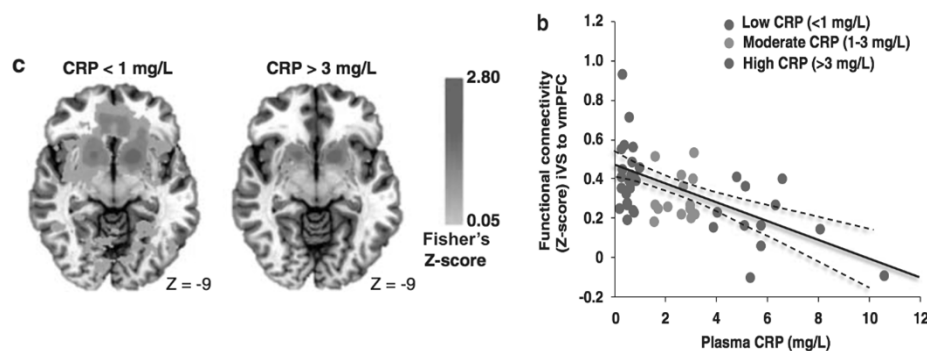 c
CRP < 1 mg/L
CRP > 3 mg/L
2.80
0.05
Fisher's
Z-score
Z = -9
Z = -9
b
Low CRP (<1 mg/L)
Moderate CRP (1-3 mg/L)
High CRP (>3 mg/L)
Functional connectivity
(Z-score) iVS to vmPFC
1.2
1.0
0.8
0.6
0.4
0.2
0
-0.2
0 2 4 6 8 10 12
Plasma CRP (mg/L)